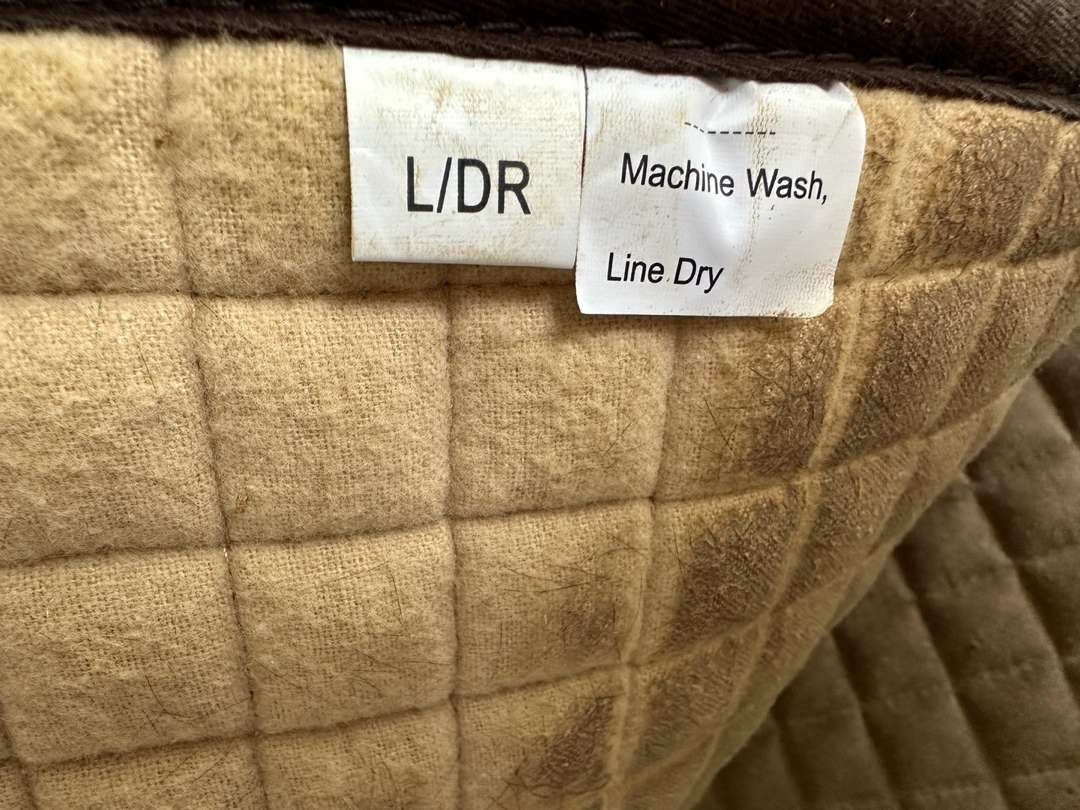 L/DR
Machine Wash,
Line Dry